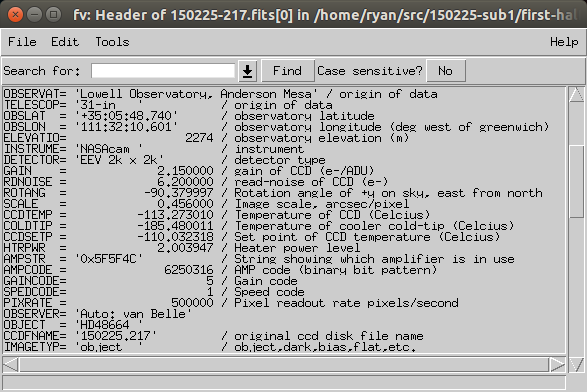 fv: Header of 150225-217.fits[0] in /home/ryan/src/150225-sub1/first-hal
File Edit Tools Help
Search for: Find Case sensitive? No
OBSERVAT= 'Lowell Observatory, Anderson Mesa' / origin of data
TELESCOP= '31-in   '           / origin of data
OBSLAT  = '+35:05:48.740'      / observatory latitude
OBSLON  = '111:32:10.601'      / observatory longitude (deg west of greenwich)
ELEVATIO=                 2274 / observatory elevation (m)
INSTRUME= 'NASAcam '           / instrument
DETECTOR= 'EEV 2k x 2k'        / detector type
GAIN    =             2.150000 / gain of CCD (e-/ADU)
RDNOISE =             6.200000 / read-noise of CCD (e-)
ROTANG  =           -90.379997 / Rotation angle of +y on sky, east from north
SCALE   =             0.456000 / Image scale, arcsec/pixel
CCDTEMP =          -113.273010 / Temperature of CCD (Celcius)
COLDTIP =          -185.480011 / Temperature of cooler cold-tip (Celcius)
CCDSETP =          -110.032318 / Set point of CCD temperature (Celcius)
HTRPWR  =             2.003947 / Heater power level
AMPSTR  = '0x5F5F4C'           / String showing which amplifier is in use
AMPCODE =              6250316 / AMP code (binary bit pattern)
GAINCODE=                    5 / Gain code
SPEDCODE=                    1 / Speed code
PIXRATE =               500000 / Pixel readout rate pixels/second
OBSERVER= 'Auto: van Belle'
OBJECT  = 'HD48664 '
CCDFNAME= '150225.217'         / original ccd disk file name
IMAGETYP= 'object  '           / object,dark,bias,flat,etc.